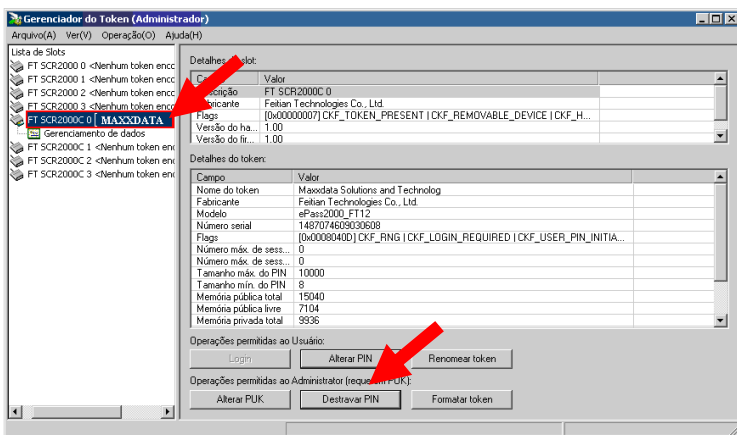 Gerenciador do Token (Administrador)
Arquivo(A) Ver(V) Operação(O) Ajuda(H)
Lista de Slots
FT SCR2000 0 <Nenhum token encc
FT SCR2000 1 <Nenhum token encc
FT SCR2000 2 <Nenhum token encc
FT SCR2000 3 <Nenhum token enc
FT SCR2000C 0 [ MAXXDATA
Gerenciamento de dados
FT SCR2000C 1 <Nenhum token en
FT SCR2000C 2 <Nenhum token en
FT SCR2000C 3 <Nenhum token en
Detalhes slot:
Valor
FT SCR2000C 0
Feitian Technologies Co., Ltd.
Flags [0x00000007] CKF_TOKEN_PRESENT | CKF_REMOVABLE_DEVICE | CKF_H...
Versão do ha... 1.00
Versão do fir... 1.00
Detalhes do token:
Campo Valor
Nome do token Maxxdata Solutions and Technolog
Fabricante Feitian Technologies Co., Ltd.
Modelo ePass2000_FT12
Número serial 1487074609030608
Flags [0x0008040D] CKF_RNG | CKF_LOGIN_REQUIRED | CKF_USER_PIN_INITIA...
Número máx. de sess... 0
Número máx. de sess... 0
Tamanho máx. do PIN 10000
Tamanho mín. do PIN 8
Memória pública total 15040
Memória pública livre 7104
Memória privada total 9936
Operações permitidas ao Usuário:
Login Alterar PIN Renomear token
Operações permitidas ao Administrator PUK):
Alterar PUK Destravar PIN Formatar token